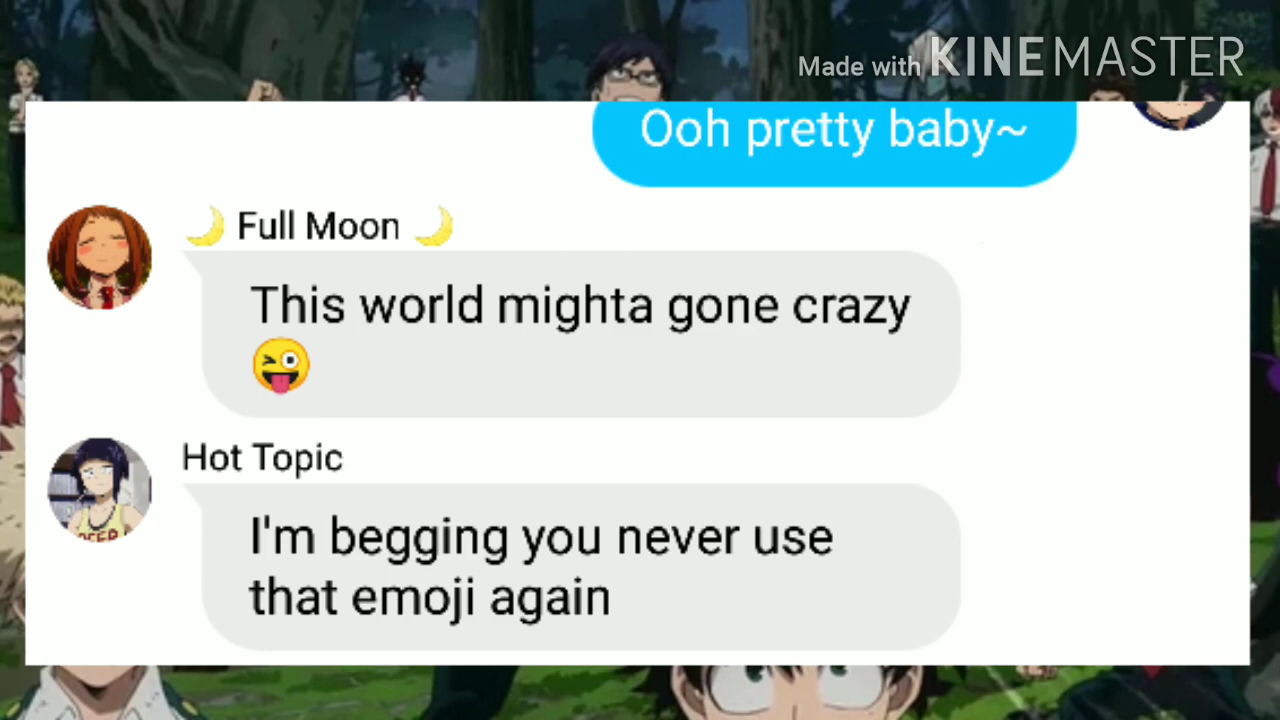 Made with KINEMASTER
Ooh pretty baby~
🌙 Full Moon 🌙
This world mighta gone crazy
😜
Hot Topic
I'm begging you never use
that emoji again